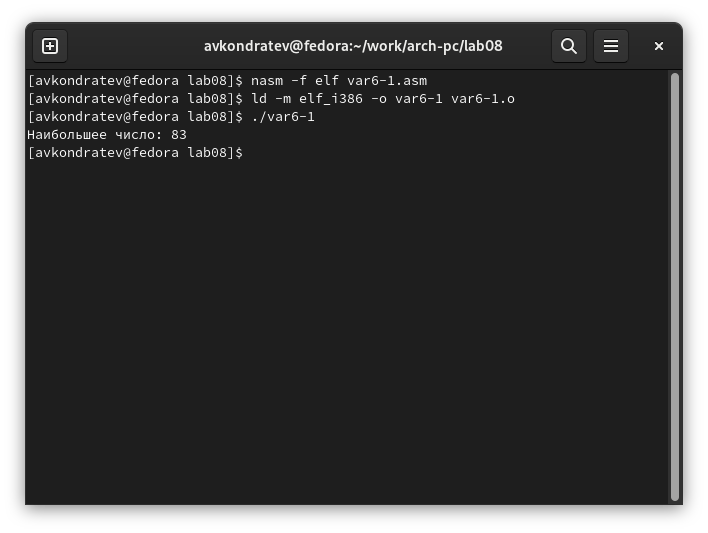 avkondratev@fedora:~/work/arch-pc/lab08
[avkondratev@fedora lab08]$ nasm -f elf var6-1.asm
[avkondratev@fedora lab08]$ ld -m elf_i386 -o var6-1 var6-1.o
[avkondratev@fedora lab08]$ ./var6-1
Наибольшее число: 83
[avkondratev@fedora lab08]$